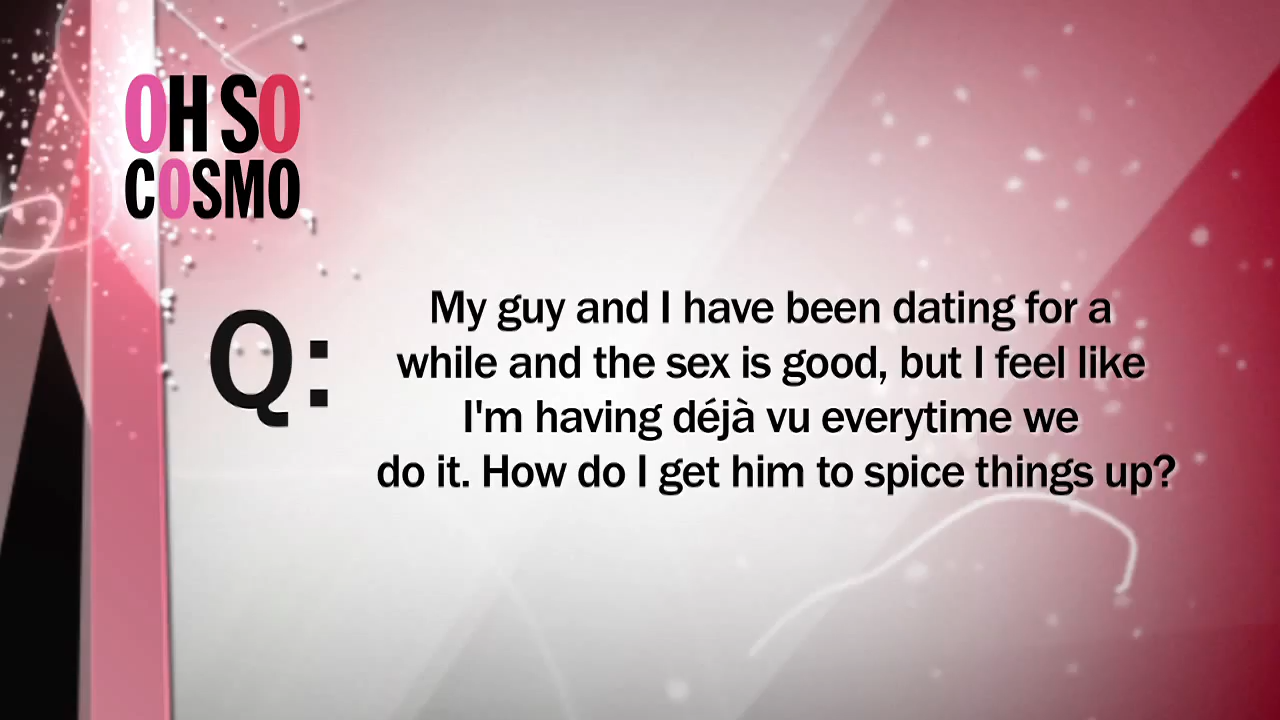 OH SO
COSMO
Q:
My guy and I have been dating for a
while and the sex is good, but I feel like
I'm having déjà vu everytime we
do it. How do I get him to spice things up?